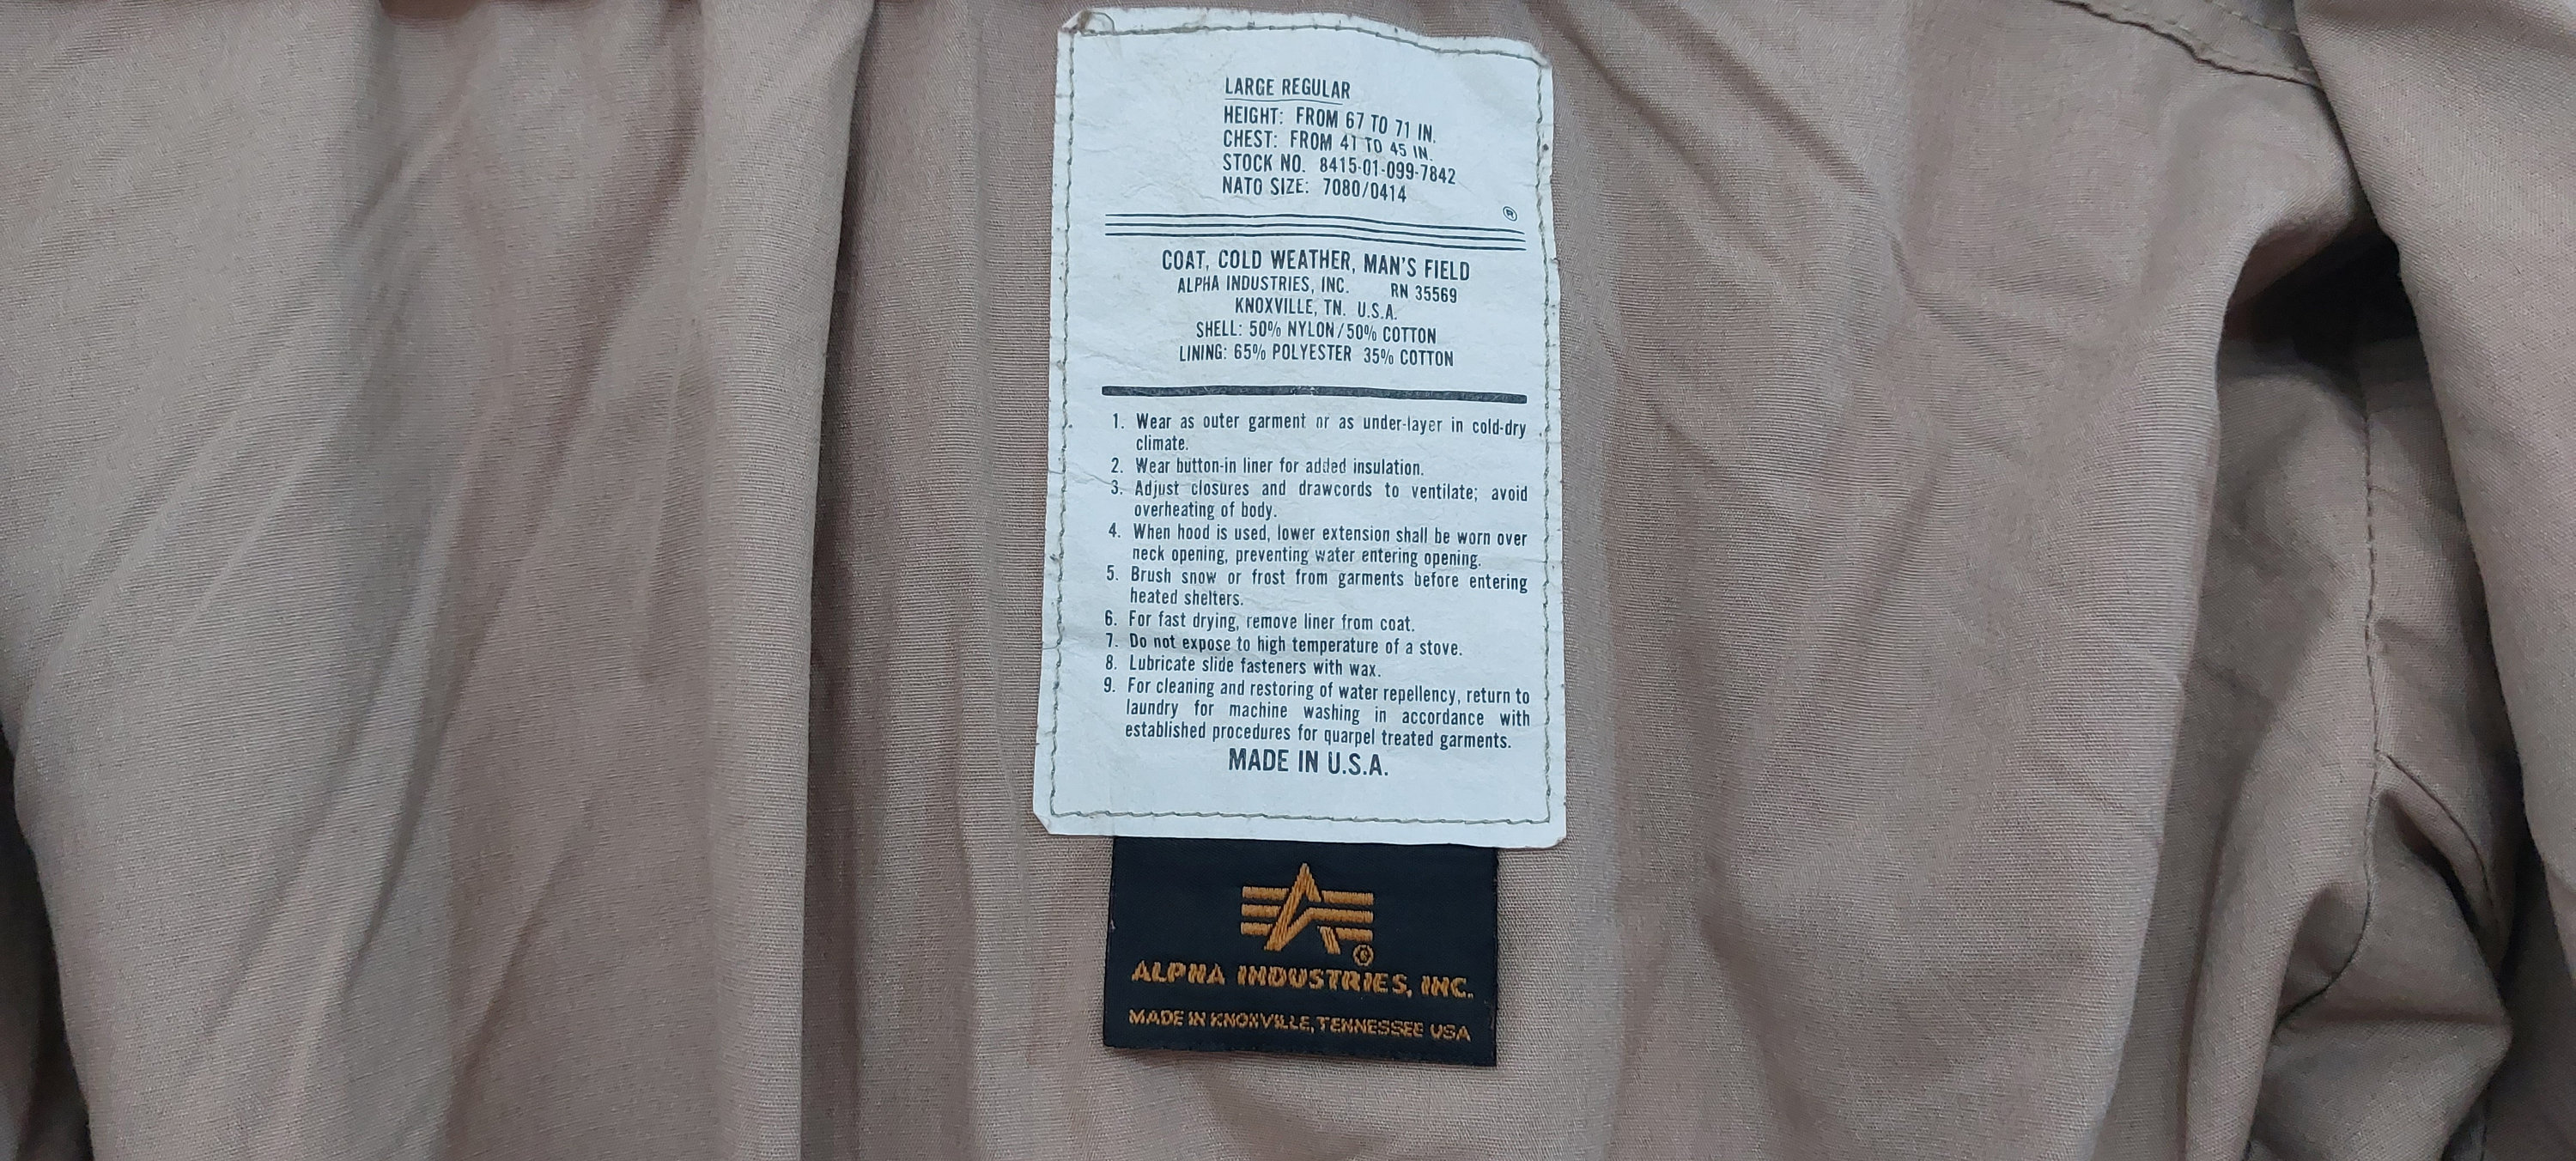 LARGE REGULAR
HEIGHT: FROM 67 TO 71 IN.
CHEST: FROM 41 TO 45 IN.
STOCK NO. 8415-01-099-7842
NATO SIZE: 7080/0414
®
COAT, COLD WEATHER, MAN'S FIELD
ALPHA INDUSTRIES, INC. RN 35569
KNOXVILLE, TN. U.S.A.
SHELL: 50% NYLON/50% COTTON
LINING: 65% POLYESTER 35% COTTON
1. Wear as outer garment or as under-layer in cold-dry
climate.
2. Wear button-in liner for added insulation.
3. Adjust closures and drawcords to ventilate; avoid
overheating of body.
4. When hood is used, lower extension shall be worn over
neck opening, preventing water entering opening.
5. Brush snow or frost from garments before entering
heated shelters.
6. For fast drying, remove liner from coat.
7. Do not expose to high temperature of a stove.
8. Lubricate slide fasteners with wax.
9. For cleaning and restoring of water repellency, return to
laundry for machine washing in accordance with
established procedures for quarpel treated garments.
MADE IN U.S.A.
®
ALPHA INDUSTRIES, INC.
MADE IN KNOXVILLE, TENNESSEE USA